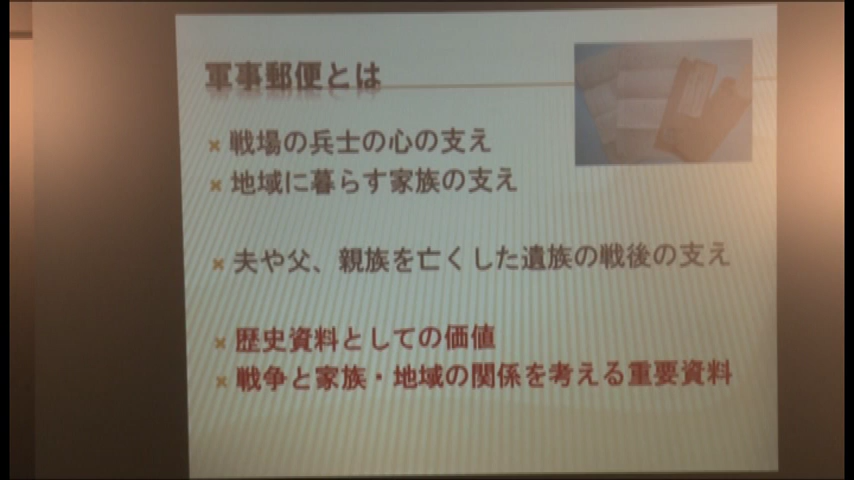 軍事郵便とは
戦場の兵士の心の支え
地域に暮らす家族の支え
夫や父、親族を亡くした遺族の戦後の支え
歴史資料としての価値
戦争と家族・地域の関係を考える重要資料